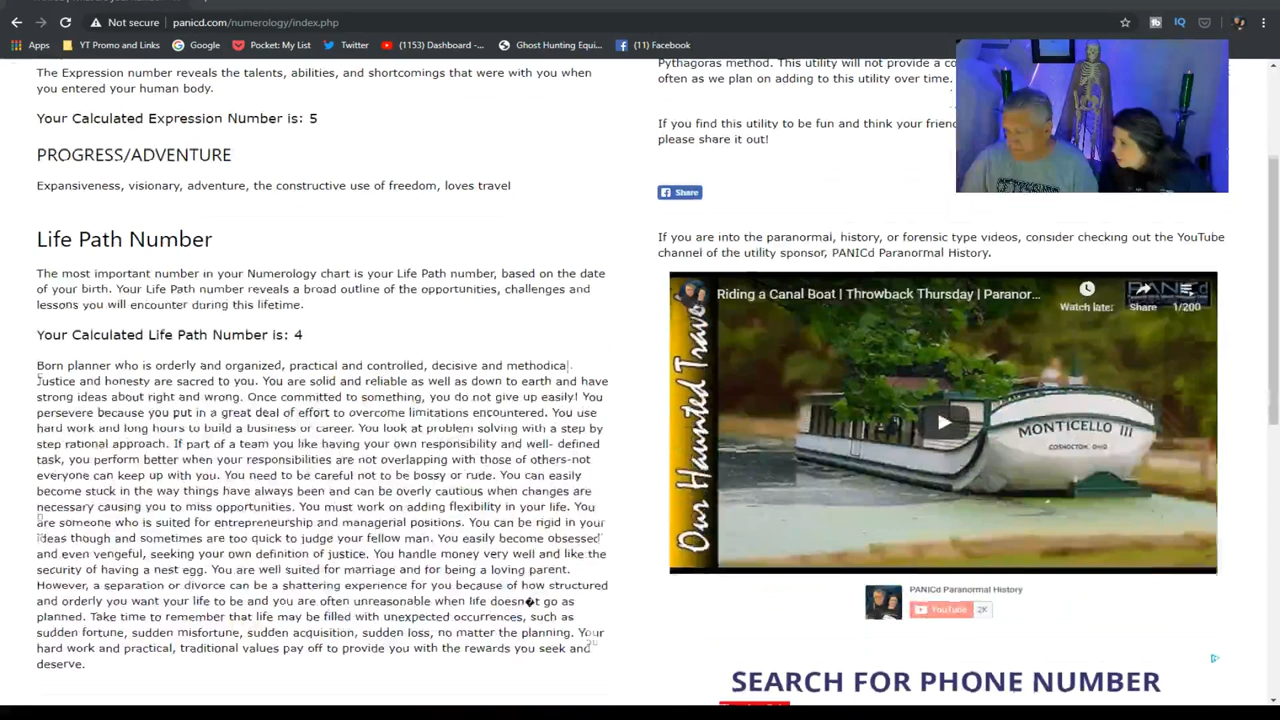 Not secure | panicd.com/numerology/index.php
Apps YT Promo and Links Google Pocket: My List Twitter (1153) Dashboard -... Ghost Hunting Equi... (11) Facebook
The Expression number reveals the talents, abilities, and shortcomings that were with you when
you entered your human body.
Your Calculated Expression Number is: 5
PROGRESS/ADVENTURE
Expansiveness, visionary, adventure, the constructive use of freedom, loves travel
Life Path Number
The most important number in your Numerology chart is your Life Path number, based on the date
of your birth. Your Life Path number reveals a broad outline of the opportunities, challenges and
lessons you will encounter during this lifetime.
Your Calculated Life Path Number is: 4
Born planner who is orderly and organized, practical and controlled, decisive and methodical.
Justice and honesty are sacred to you. You are solid and reliable as well as down to earth and have
strong ideas about right and wrong. Once committed to something, you do not give up easily! You
persevere because you put in a great deal of effort to overcome limitations encountered. You use
hard work and long hours to build a business or career. You look at problem solving with a step by
step rational approach. If part of a team you like having your own responsibility and well- defined
task, you perform better when your responsibilities are not overlapping with those of others-not
everyone can keep up with you. You need to be careful not to be bossy or rude. You can easily
become stuck in the way things have always been and can be overly cautious when changes are
necessary causing you to miss opportunities. You must work on adding flexibility in your life. You
are someone who is suited for entrepreneurship and managerial positions. You can be rigid in your
ideas though and sometimes are too quick to judge your fellow man. You easily become obsessed
and even vengeful, seeking your own definition of justice. You handle money very well and like the
security of having a nest egg. You are well suited for marriage and for being a loving parent.
However, a separation or divorce can be a shattering experience for you because of how structured
and orderly you want your life to be and you are often unreasonable when life doesn�t go as
planned. Take time to remember that life may be filled with unexpected occurrences, such as
sudden fortune, sudden misfortune, sudden acquisition, sudden loss, no matter the planning. Your
hard work and practical, traditional values pay off to provide you with the rewards you seek and
deserve.
Pythagoras method. This utility will not provide a co
often as we plan on adding to this utility over time.
If you find this utility to be fun and think your frien
please share it out!
Share
If you are into the paranormal, history, or forensic type videos, consider checking out the YouTube
channel of the utility sponsor, PANICd Paranormal History.
Riding a Canal Boat | Throwback Thursday | Paranor...
Watch later
Share
1/200
PANICd
Our Haunted Travel
MONTICELLO III
COSHOCTON, OHIO
PANICd Paranormal History
YouTube 2K
SEARCH FOR PHONE NUMBER